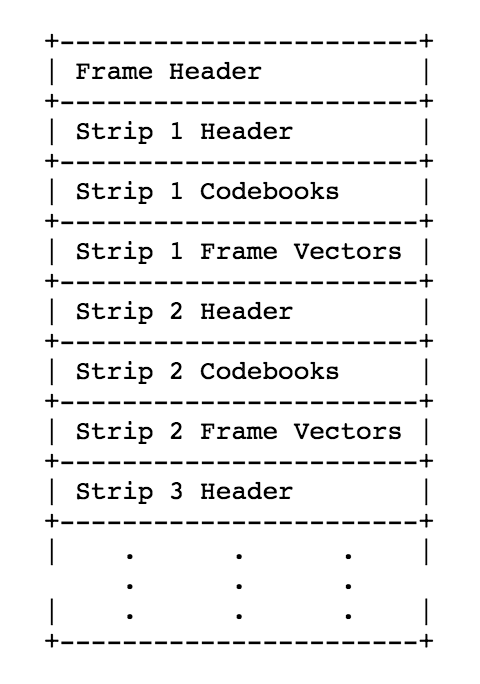 +-----------------------+
| Frame Header          |
+-----------------------+
| Strip 1 Header        |
+-----------------------+
| Strip 1 Codebooks     |
+-----------------------+
| Strip 1 Frame Vectors |
+-----------------------+
| Strip 2 Header        |
+-----------------------+
| Strip 2 Codebooks     |
+-----------------------+
| Strip 2 Frame Vectors |
+-----------------------+
| Strip 3 Header        |
+-----------------------+
|    .      .      .    |
     .      .      .
|    .      .      .    |
+-----------------------+